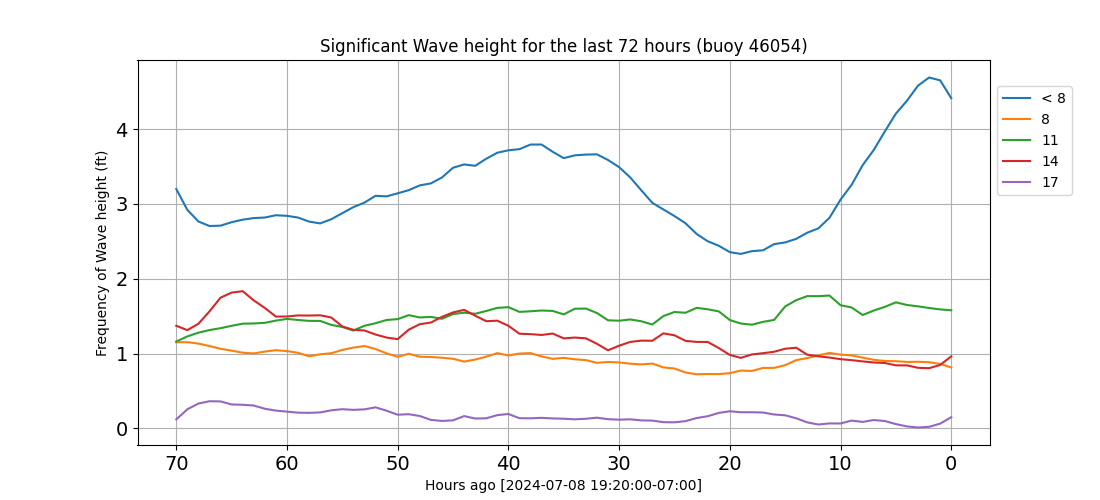 Significant Wave height for the last 72 hours (buoy 46054)
Frequency of Wave height (ft)
4
3
2
1
0
70 60 50 40 30 20 10 0
Hours ago [2024-07-08 19:20:00-07:00]
< 8
8
11
14
17